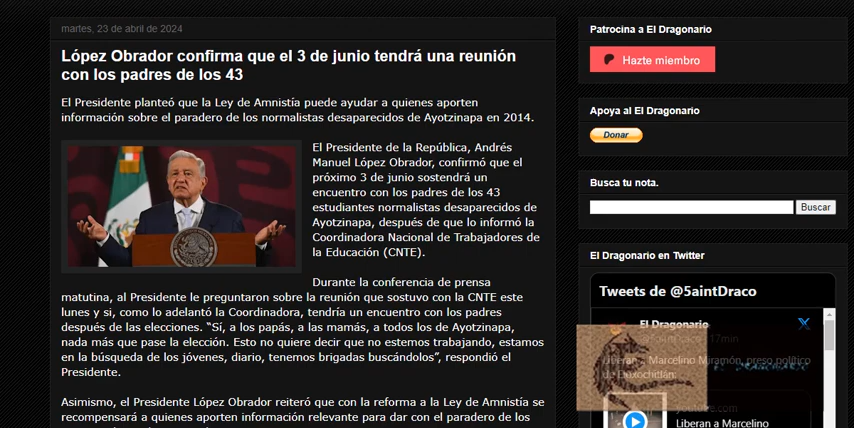 martes, 23 de abril de 2024
López Obrador confirma que el 3 de junio tendrá una reunión
con los padres de los 43
El Presidente planteó que la Ley de Amnistía puede ayudar a quienes aporten
información sobre el paradero de los normalistas desaparecidos de Ayotzinapa en 2014.
El Presidente de la República, Andrés
Manuel López Obrador, confirmó que el
próximo 3 de junio sostendrá un
encuentro con los padres de los 43
estudiantes normalistas desaparecidos de
Ayotzinapa, después de que lo informó la
Coordinadora Nacional de Trabajadores de
la Educación (CNTE).
Durante la conferencia de prensa
matutina, al Presidente le preguntaron sobre la reunión que sostuvo con la CNTE este
lunes y si, como lo adelantó la Coordinadora, tendría un encuentro con los padres
después de las elecciones. “Sí, a los papás, a las mamás, a todos los de Ayotzinapa,
nada más que pase la elección. Esto no quiere decir que no estemos trabajando, estamos
en la búsqueda de los jóvenes, diario, tenemos brigadas buscándolos”, respondió el
Presidente.
Asimismo, el Presidente López Obrador reiteró que con la reforma a la Ley de Amnistía se
recompensará a quienes aporten información relevante para dar con el paradero de los
Patrocina a El Dragonario
Hazte miembro
Apoya al El Dragonario
Donar
Busca tu nota.
Buscar
El Dragonario en Twitter
Tweets de @5aintDraco
El Dragonario
@5aintDraco · 17min
Liberan a Marcelino Miramón, preso político
de Eloxochitlán.
youtube.com
Liberan a Marcelino